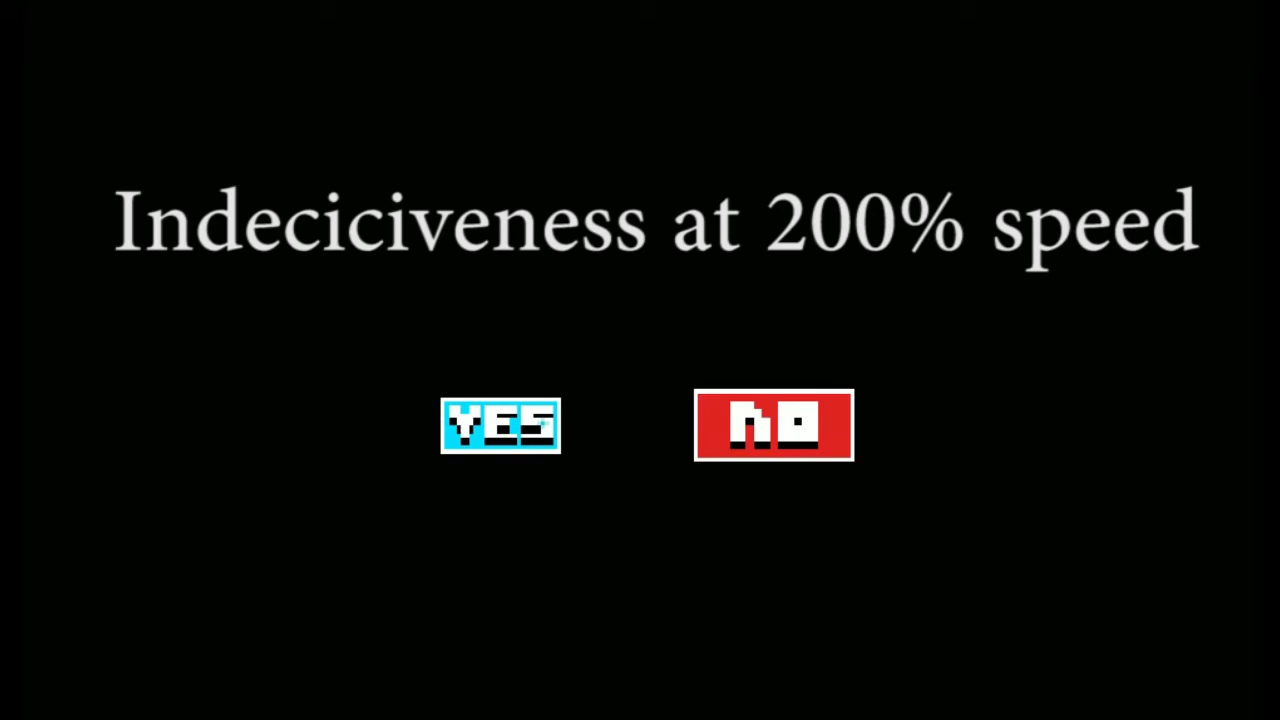 Indeciciveness at 200% speed
YES NO